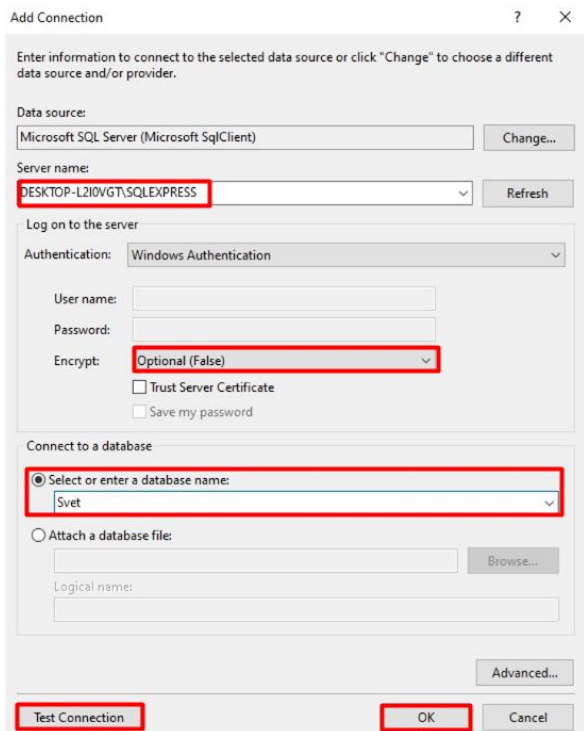 Add Connection ? ×
Enter information to connect to the selected data source or click "Change" to choose a different
data source and/or provider.
Data source:
Microsoft SQL Server (Microsoft SqlClient) Change...
Server name:
DESKTOP-L2I0VGT\SQLEXPRESS Refresh
Log on to the server
Authentication: Windows Authentication
User name:
Password:
Encrypt: Optional (False)
Trust Server Certificate
Save my password
Connect to a database
Select or enter a database name:
Svet
Attach a database file:
Browse...
Logical name:
Advanced...
Test Connection OK Cancel